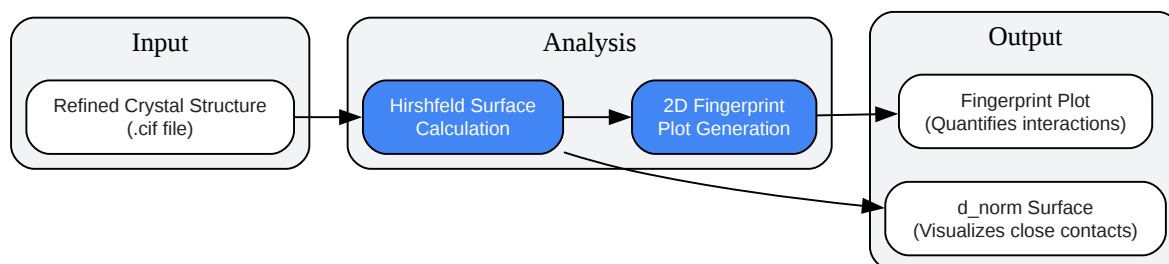 Input
Refined Crystal Structure
(.cif file)
Analysis
Hirshfeld Surface
Calculation
2D Fingerprint
Plot Generation
Output
Fingerprint Plot
(Quantifies interactions)
d_norm Surface
(Visualizes close contacts)